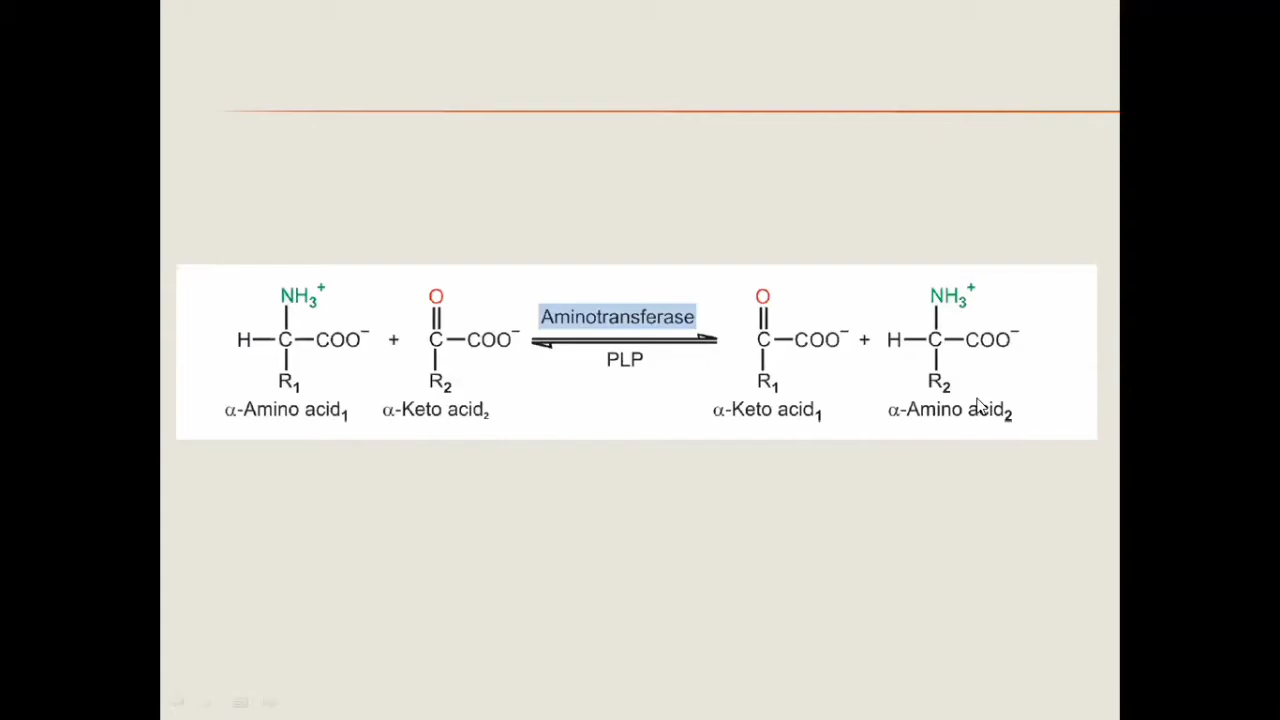 NH₃⁺ O Aminotransferase O NH₃⁺
H—C—COO⁻ + C—COO⁻ C—COO⁻ + H—C—COO⁻
PLP
R₁ R₂ R₁ R₂
α-Amino acid₁ α-Keto acid₂ α-Keto acid₁ α-Amino acid₂